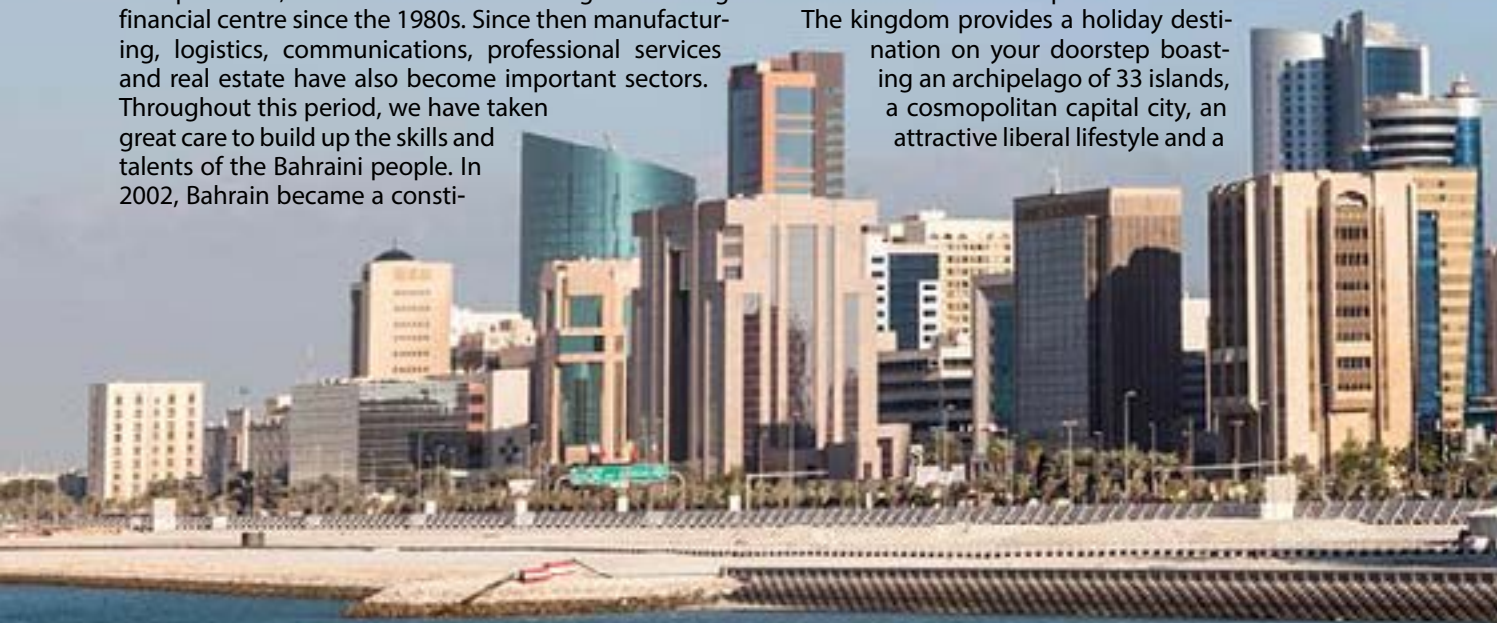 financial centre since the 1980s. Since then manufactur-
ing, logistics, communications, professional services
and real estate have also become important sectors.
Throughout this period, we have taken
great care to build up the skills and
talents of the Bahraini people. In
2002, Bahrain became a consti-
The kingdom provides a holiday desti-
nation on your doorstep boast-
ing an archipelago of 33 islands,
a cosmopolitan capital city, an
attractive liberal lifestyle and a